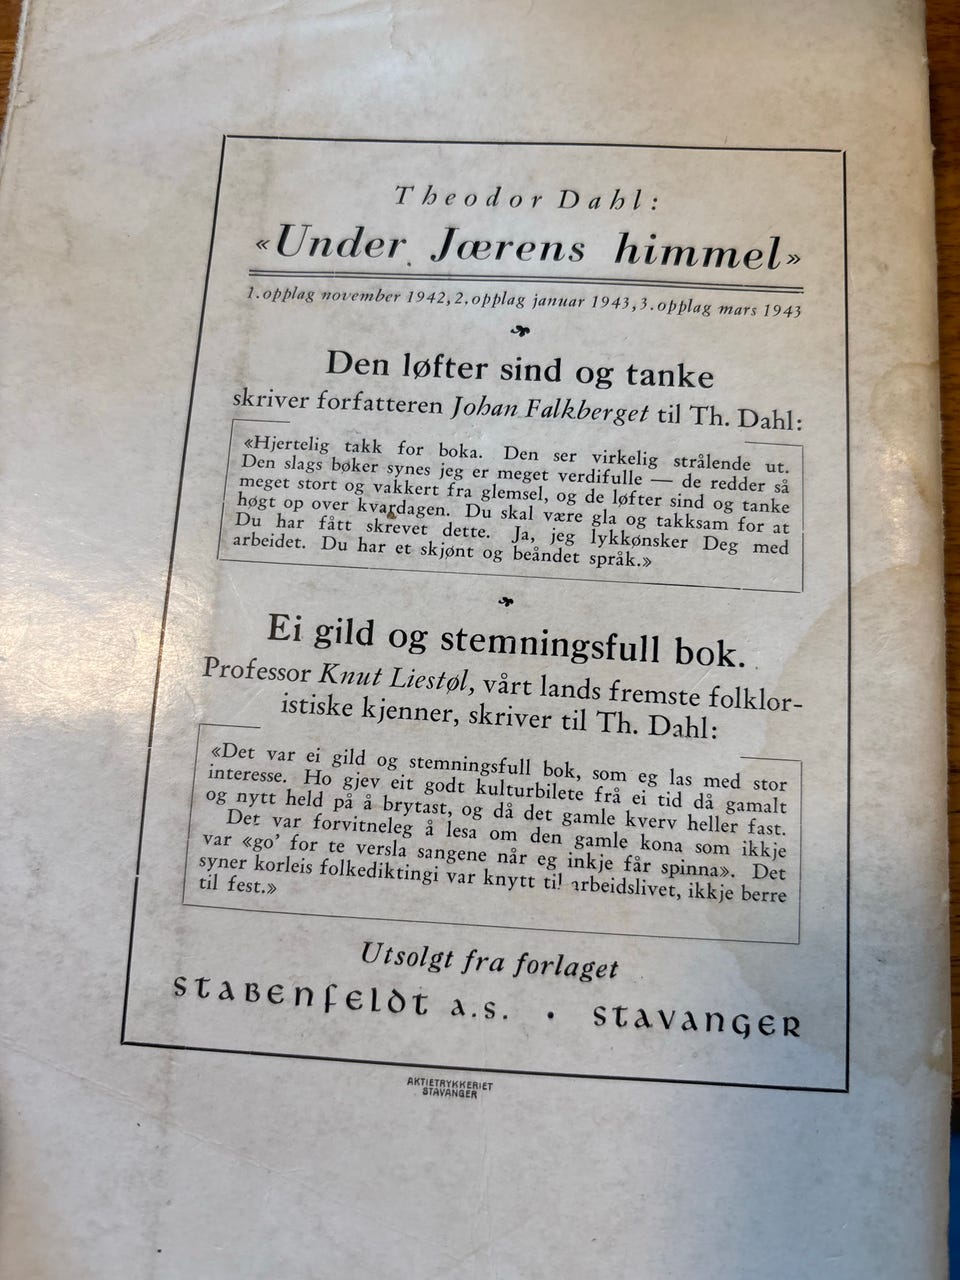 Theodor Dahl:
«Under Jærens himmel»
1. opplag november 1942, 2. opplag januar 1943, 3. opplag mars 1943
Den løfter sind og tanke
skriver forfatteren Johan Falkberget til Th. Dahl:
«Hjertelig takk for boka. Den ser virkelig strålende ut.
Den slags bøker synes jeg er meget verdifulle — de redder så
meget stort og vakkert fra glemsel, og de løfter sind og tanke
høgt op over kvardagen. Du skal være gla og takksam for at
Du har fått skrevet dette. Ja, jeg lykkønsker Deg med
arbeidet. Du har et skjønt og beåndet språk.»
Ei gild og stemningsfull bok.
Professor Knut Liestøl, vårt lands fremste folklor-
istiske kjenner, skriver til Th. Dahl:
«Det var ei gild og stemningsfull bok, som eg las med stor
interesse. Ho gjev eit godt kulturbilete frå ei tid då gamalt
og nytt held på å brytast, og då det gamle kverv heller fast.
Det var forvitneleg å lesa om den gamle kona som ikkje
var «go' for te versla sangene når eg inkje får spinna». Det
syner korleis folkediktingi var knytt til arbeidslivet, ikkje berre
til fest.»
Utsolgt fra forlaget
STABENFELDT A.S. · STAVANGER
AKTIETRYKKERIET
STAVANGER